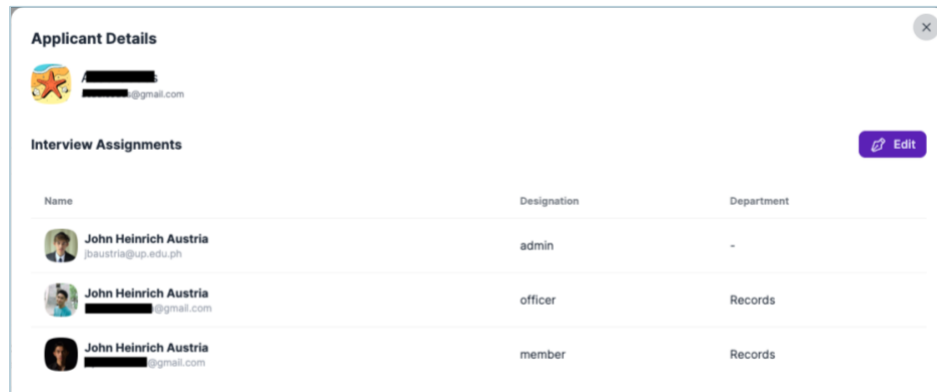 Applicant Details
@gmail.com
Interview Assignments
Edit
Name Designation Department
John Heinrich Austria
jbaustria@up.edu.ph
admin -
John Heinrich Austria
@gmail.com
officer Records
John Heinrich Austria
@gmail.com
member Records